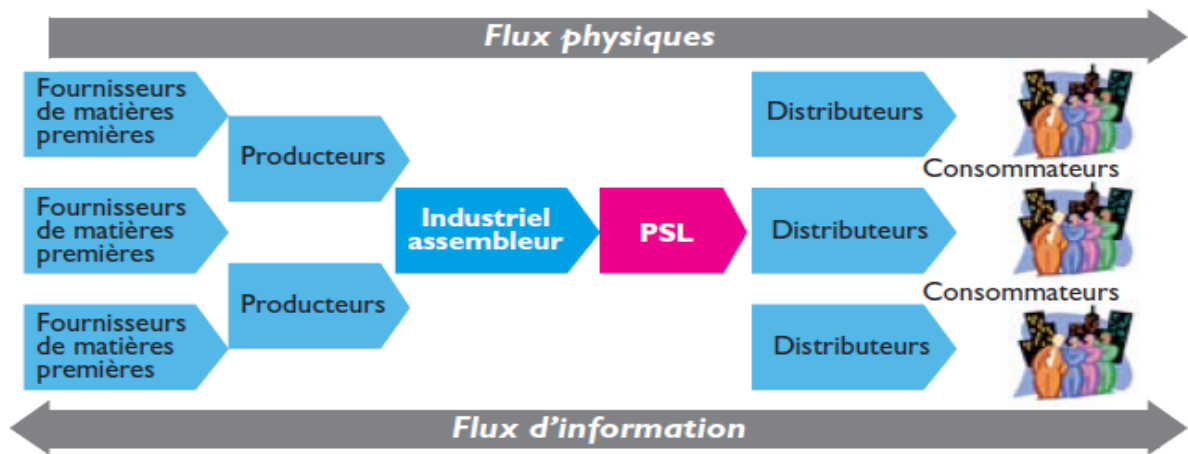 Flux physiques
Fournisseurs
de matières
premières
Producteurs
Distributeurs
Consommateurs
Fournisseurs
de matières
premières
Industriel
assembleur
PSL
Distributeurs
Consommateurs
Producteurs
Fournisseurs
de matières
premières
Distributeurs
Flux d'information